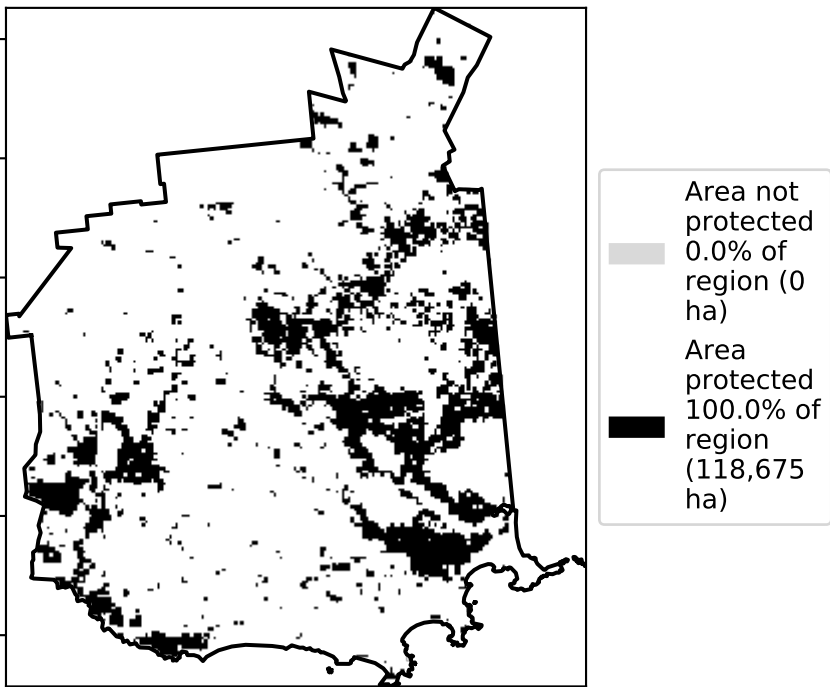 Area not
protected
0.0% of
region (0
ha)
Area
protected
100.0% of
region
(118,675
ha)